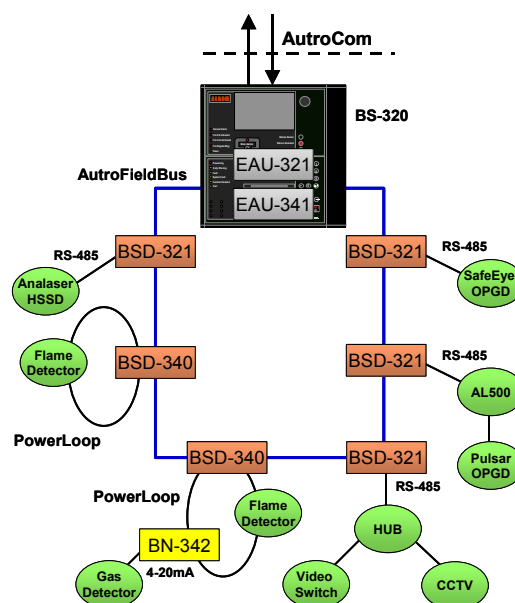 AutroCom
BS-320
EAU-321
AutroFieldBus
EAU-341
RS-485
BSD-321
BSD-321
RS-485
Analaser
HSSD
SafeEye
OPGD
Flame
Detector
BSD-340
BSD-321
RS-485
AL500
PowerLoop
BSD-340
BSD-321
Pulsar
OPGD
PowerLoop
RS-485
Flame
Detector
BN-342
HUB
4-20mA
Gas
Detector
Video
Switch
CCTV